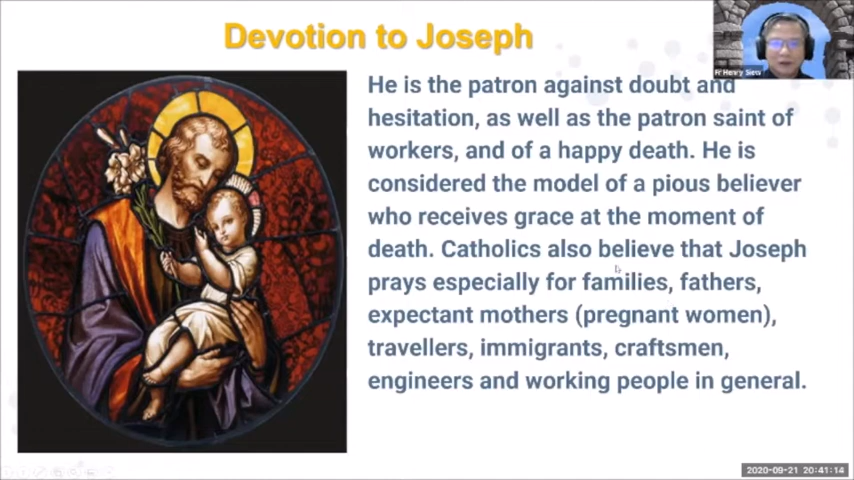 Devotion to Joseph
He is the patron against doubt and
hesitation, as well as the patron saint of
workers, and of a happy death. He is
considered the model of a pious believer
who receives grace at the moment of
death. Catholics also believe that Joseph
prays especially for families, fathers,
expectant mothers (pregnant women),
travellers, immigrants, craftsmen,
engineers and working people in general.
Fr Henry Siew
2020-09-21 20:41:14